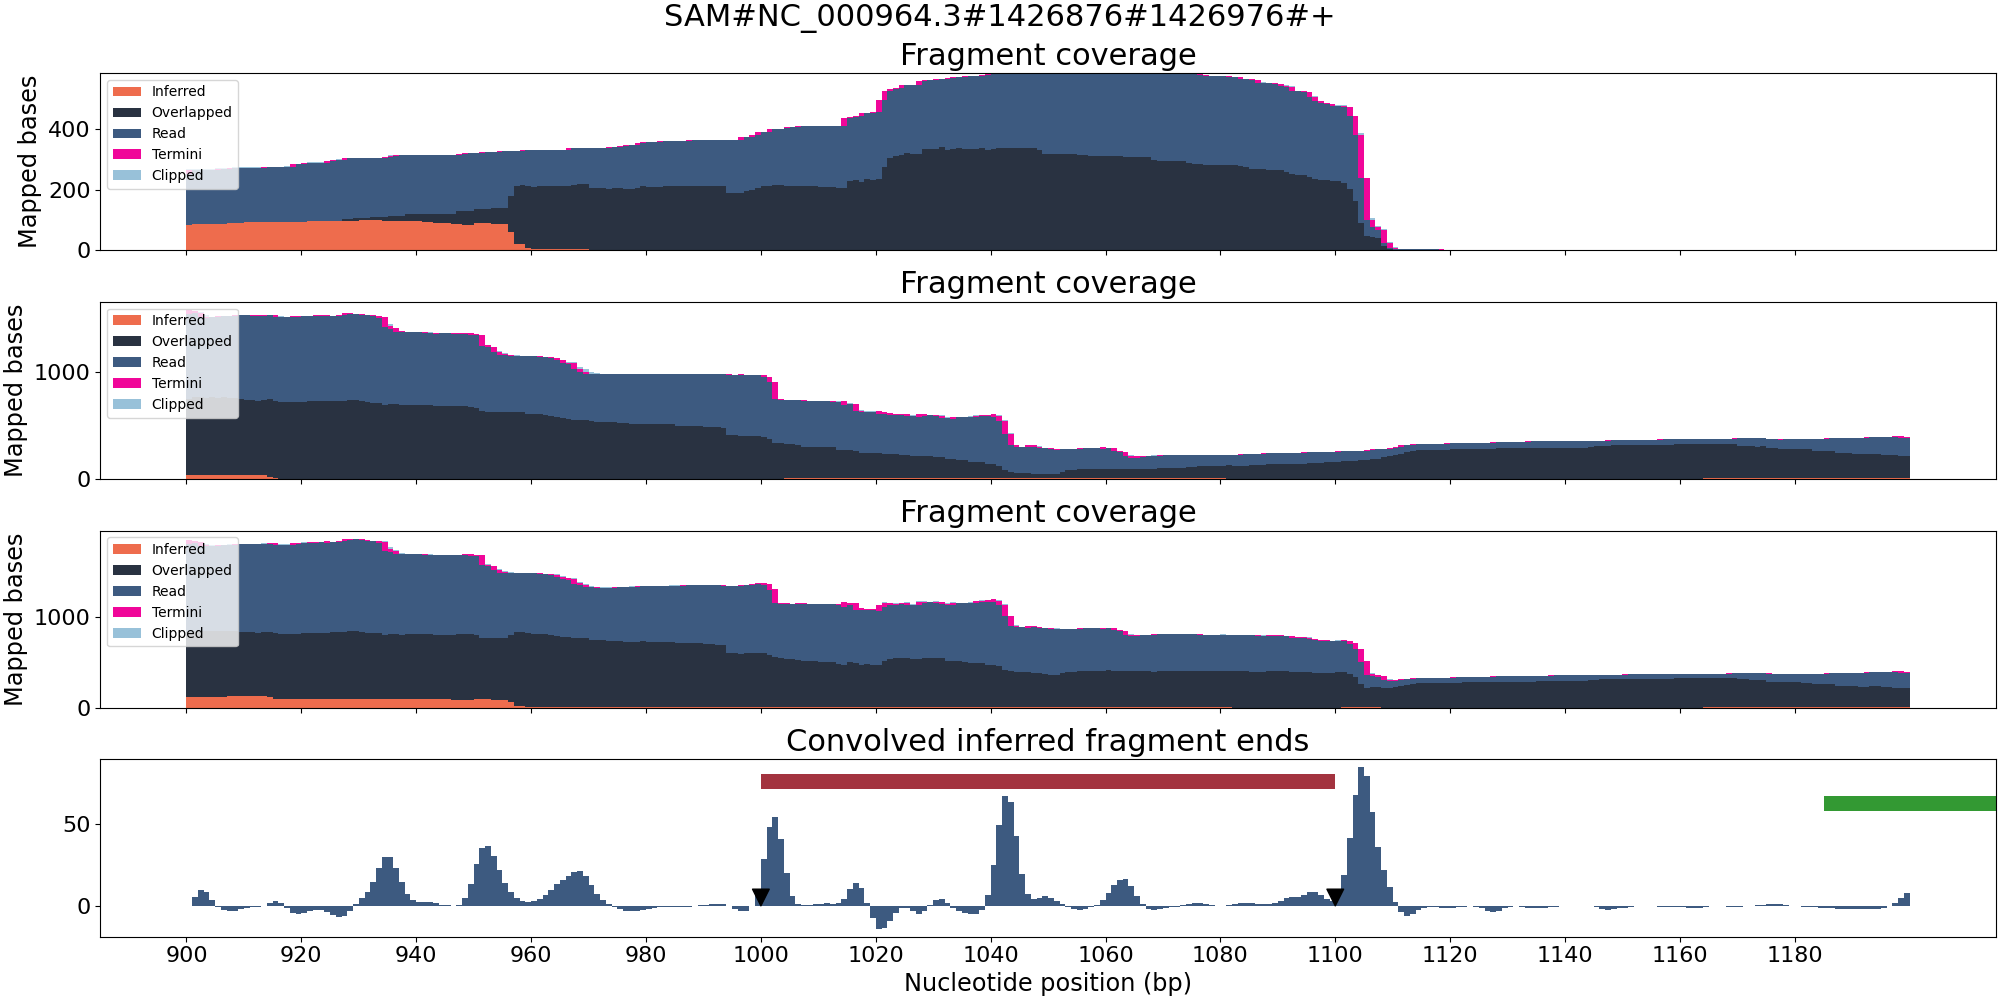 SAM#NC_000964.3#1426876#1426976#+
Fragment coverage
Mapped bases
400
200
0
Inferred
Overlapped
Read
Termini
Clipped
Fragment coverage
Mapped bases
1000
0
Inferred
Overlapped
Read
Termini
Clipped
Fragment coverage
Mapped bases
1000
0
Inferred
Overlapped
Read
Termini
Clipped
Convolved inferred fragment ends
50
0
900 920 940 960 980 1000 1020 1040 1060 1080 1100 1120 1140 1160 1180
Nucleotide position (bp)